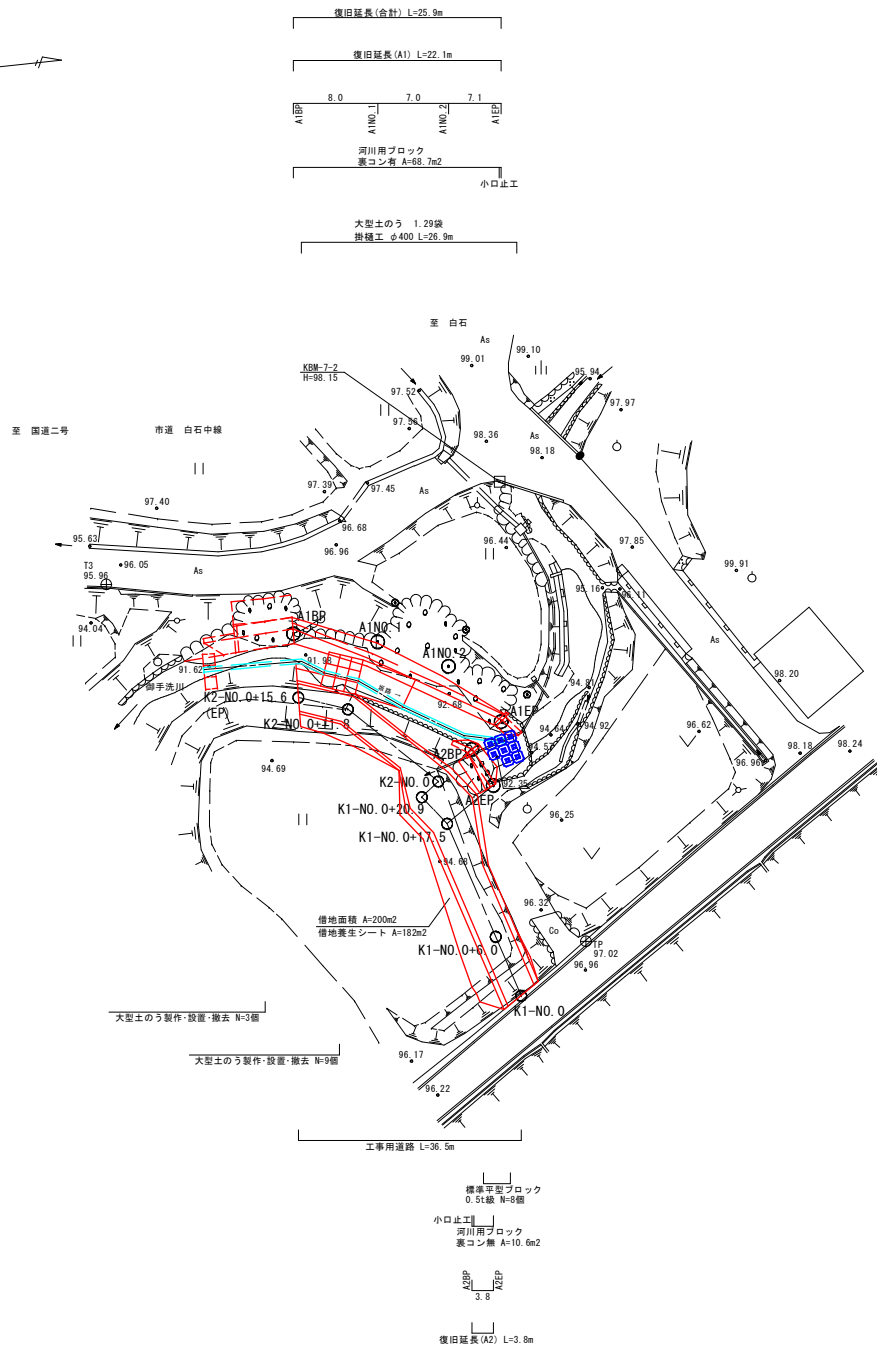 復旧延長(合計) L=25.9m
復旧延長(A1) L=22.1m
8.0
7.0
7.1
A1BP
A1NO.1
A1NO.2
A1EP
河川用ブロック
裏コン有 A=68.7m2
小口止工
大型土のう 1.29袋
掛樋工 φ400 L=26.9m
至 白石
As
99.01
99.10
95.94
KBM-7-2
H=98.15
97.52
97.97
97.56
至 国道二号
市道 白石中線
98.36
As
98.18
97.39
97.45
As
97.40
96.68
95.63
96.96
96.44
97.85
T3
95.96
96.05
As
99.91
95.16
96.11
94.04
A1BP
A1NO.1
As
91.98
A1NO.2
91.62
98.20
御手洗川
94.81
92.68
K2-NO.0+15.6
(EP)
A1EP
K2-NO.0+11.8
94.64
94.92
96.62
94.57
A2BP
98.18
98.24
94.69
96.96
K2-NO.0
92.35
A2EP
K1-NO.0+20.9
96.25
K1-NO.0+17.5
94.68
借地面積 A=200m2
借地養生シート A=182m2
96.32
Co
K1-NO.0+6.0
TP
97.02
96.96
K1-NO.0
大型土のう製作・設置・撤去 N=3個
大型土のう製作・設置・撤去 N=9個
96.17
96.22
工事用道路 L=36.5m
標準平型ブロック
0.5t級 N=8個
小口止工
河川用ブロック
裏コン無 A=10.6m2
A2BP
A2EP
3.8
復旧延長(A2) L=3.8m